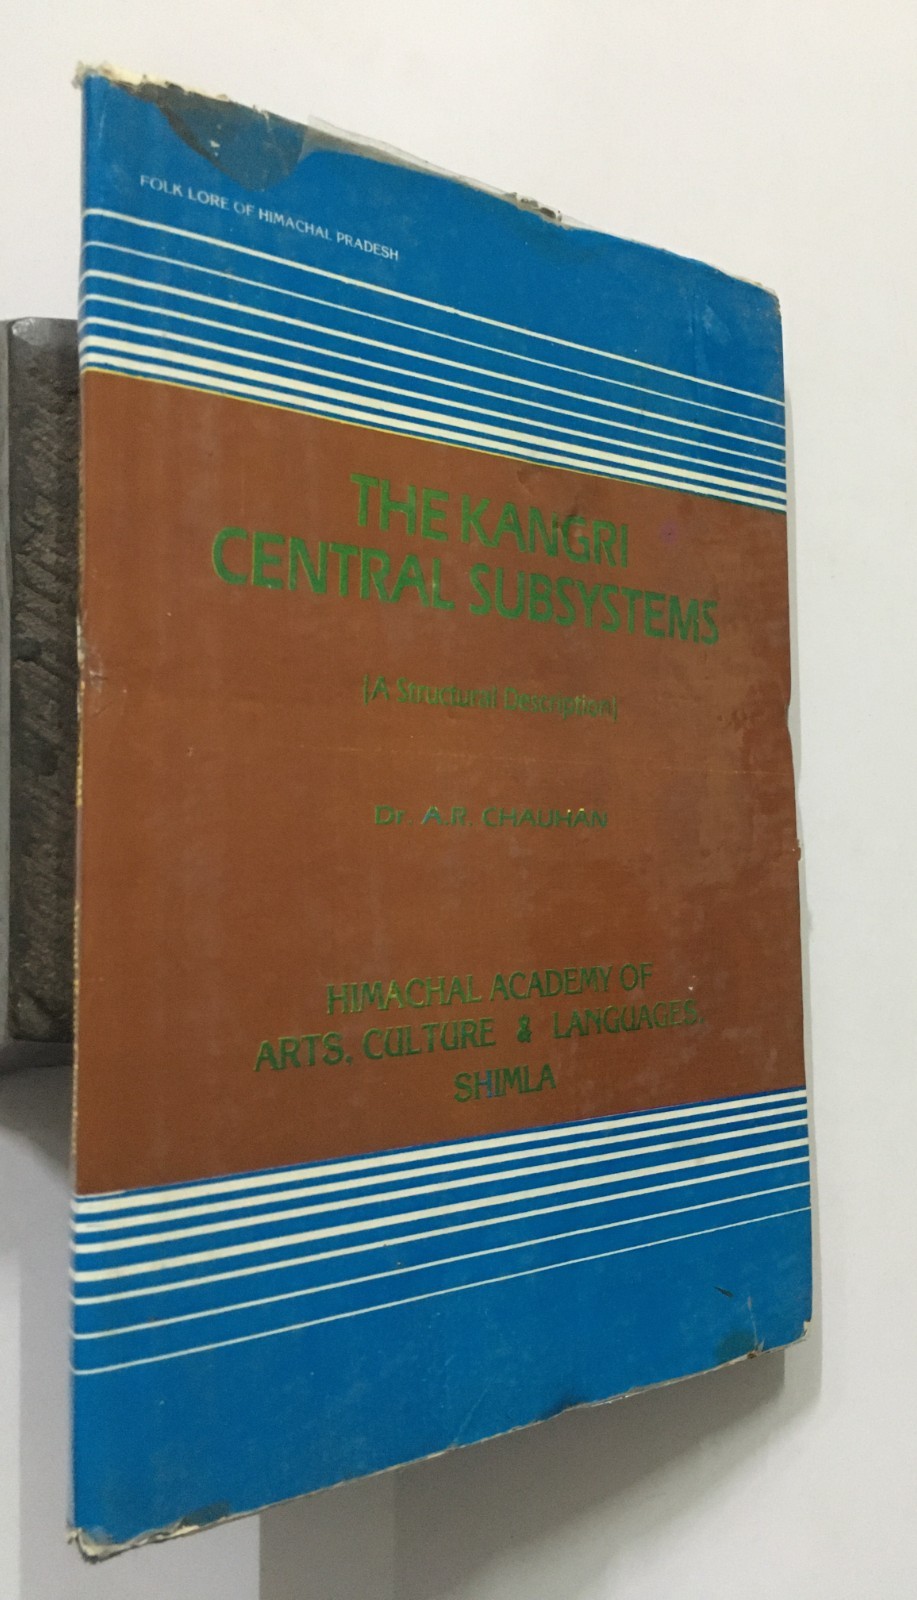 FOLK LORE OF HIMACHAL PRADESH
THE KANGRI
CENTRAL SUBSYSTEMS
[A Structural Description]
Dr. A.R. CHAUHAN
HIMACHAL ACADEMY OF
ARTS, CULTURE & LANGUAGES,
SHIMLA